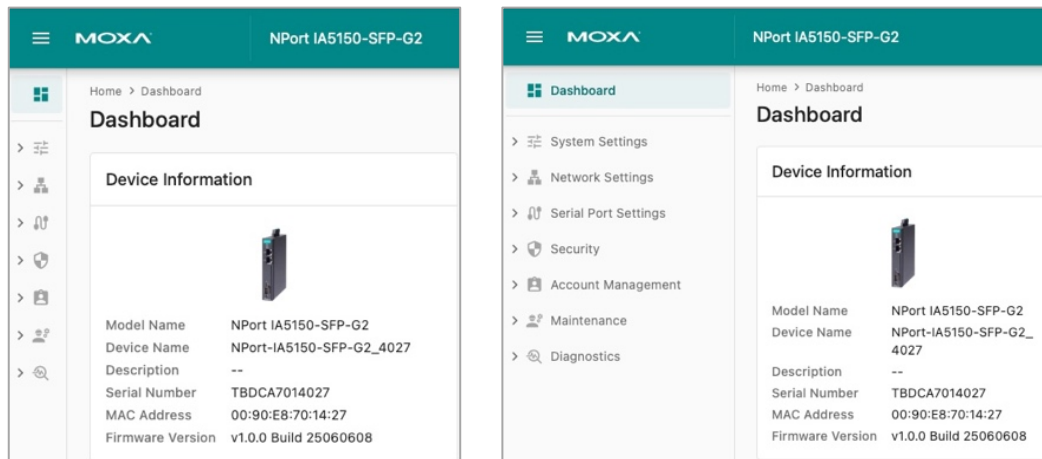 MOXA NPort IA5150-SFP-G2
Home > Dashboard
Dashboard
Device Information
Model Name NPort IA5150-SFP-G2
Device Name NPort-IA5150-SFP-G2_4027
Description --
Serial Number TBDCA7014027
MAC Address 00:90:E8:70:14:27
Firmware Version v1.0.0 Build 25060608
MOXA NPort IA5150-SFP-G2
Dashboard
System Settings
Network Settings
Serial Port Settings
Security
Account Management
Maintenance
Diagnostics
Home > Dashboard
Dashboard
Device Information
Model Name NPort IA5150-SFP-G2
Device Name NPort-IA5150-SFP-G2_
4027
Description --
Serial Number TBDCA7014027
MAC Address 00:90:E8:70:14:27
Firmware Version v1.0.0 Build 25060608